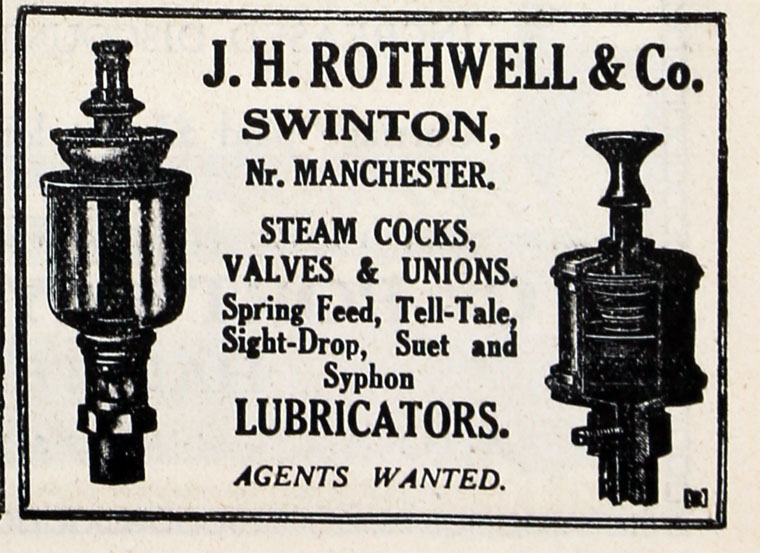 J. H. ROTHWELL & Co.
SWINTON,
Nr. MANCHESTER.
STEAM COCKS,
VALVES & UNIONS.
Spring Feed, Tell-Tale,
Sight-Drop, Suet and
Syphon
LUBRICATORS.
AGENTS WANTED.